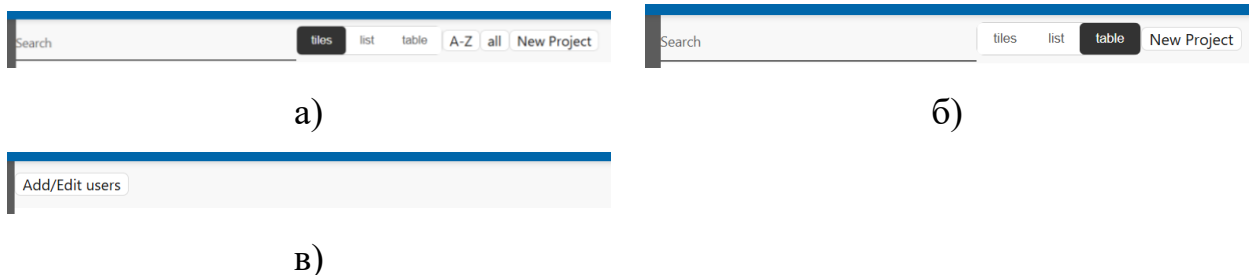 Search tiles list table A-Z all New Project
Search tiles list table New Project
а)
б)
Add/Edit users
в)